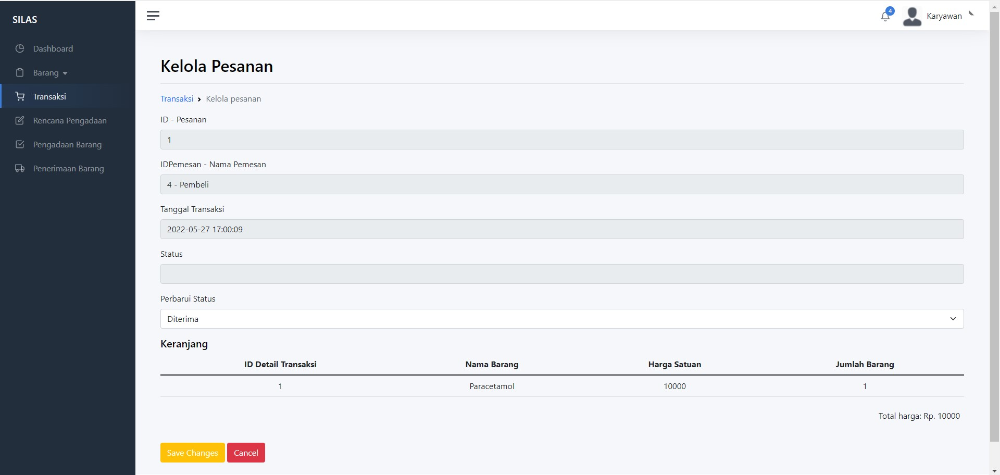 SILAS
Dashboard
Barang
Transaksi
Rencana Pengadaan
Pengadaan Barang
Penerimaan Barang
4
Karyawan
Kelola Pesanan
Transaksi › Kelola pesanan
ID - Pesanan
1
IDPemesan - Nama Pemesan
4 - Pembeli
Tanggal Transaksi
2022-05-27 17:00:09
Status
Perbarui Status
Diterima
Keranjang
ID Detail Transaksi Nama Barang Harga Satuan Jumlah Barang
1 Paracetamol 10000 1
Total harga: Rp. 10000
Save Changes Cancel